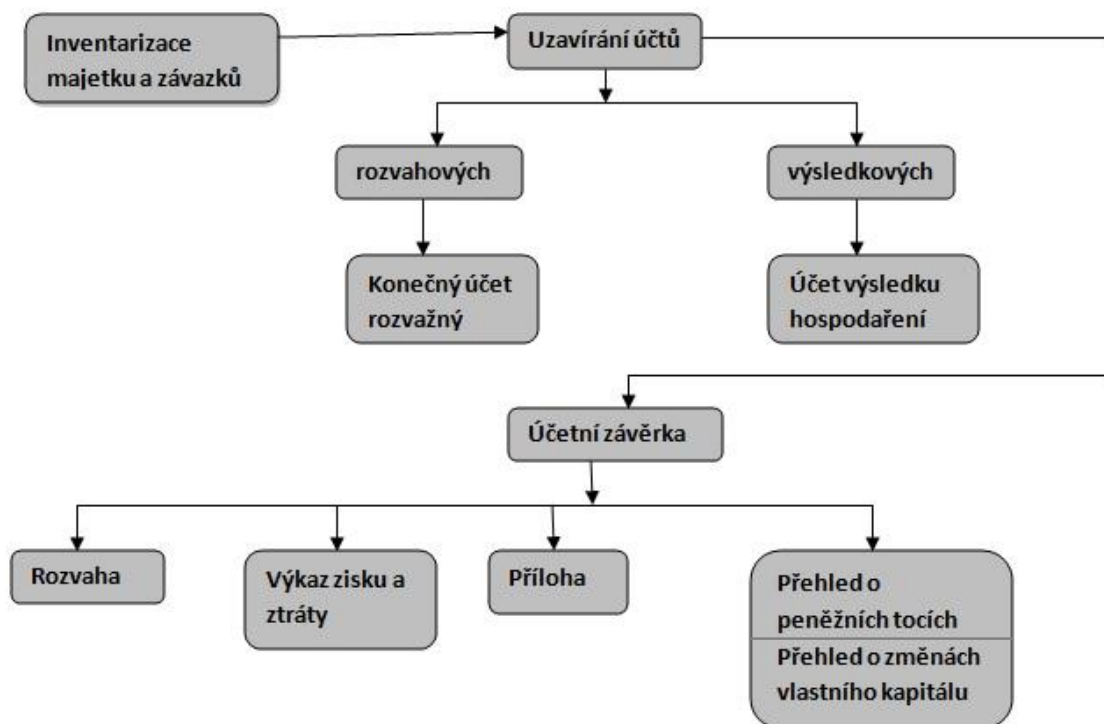 Inventarizace
majetku a závazků
Uzavírání účtů
rozvahových
výsledkových
Konečný účet
rozvažný
Účet výsledku
hospodaření
Účetní závěrka
Rozvaha
Výkaz zisku a
ztráty
Příloha
Přehled o
peněžních tocích
Přehled o změnách
vlastního kapitálu